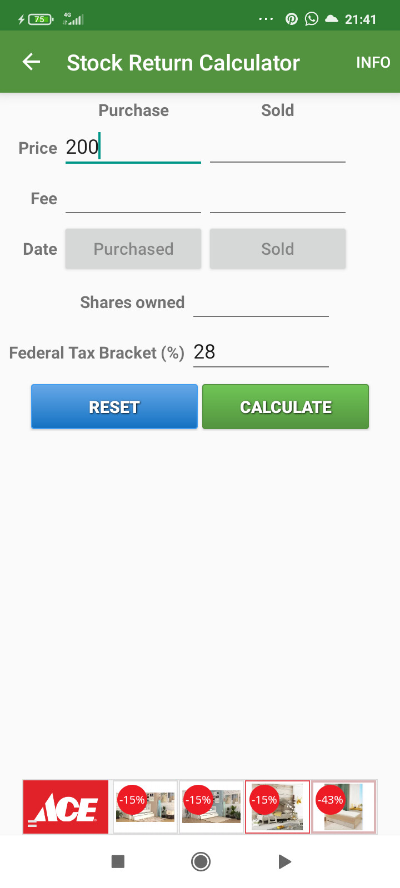 75
4G
21:41
Stock Return Calculator
INFO
Purchase Sold
Price 200
Fee
Date Purchased Sold
Shares owned
Federal Tax Bracket (%) 28
RESET CALCULATE
ACE -15% -15% -15% -43%